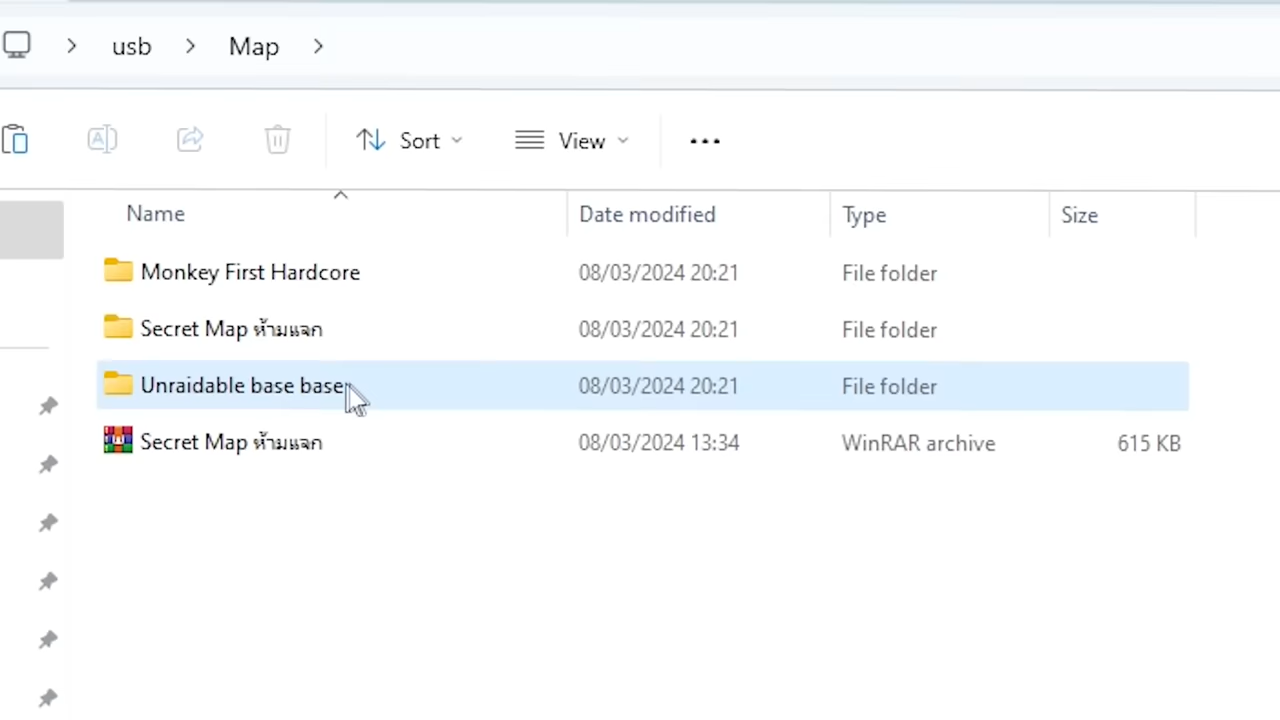 usb > Map >
Sort View ...
Name Date modified Type Size
Monkey First Hardcore 08/03/2024 20:21 File folder
Secret Map ห้ามแจก 08/03/2024 20:21 File folder
Unraidable base base 08/03/2024 20:21 File folder
Secret Map ห้ามแจก 08/03/2024 13:34 WinRAR archive 615 KB